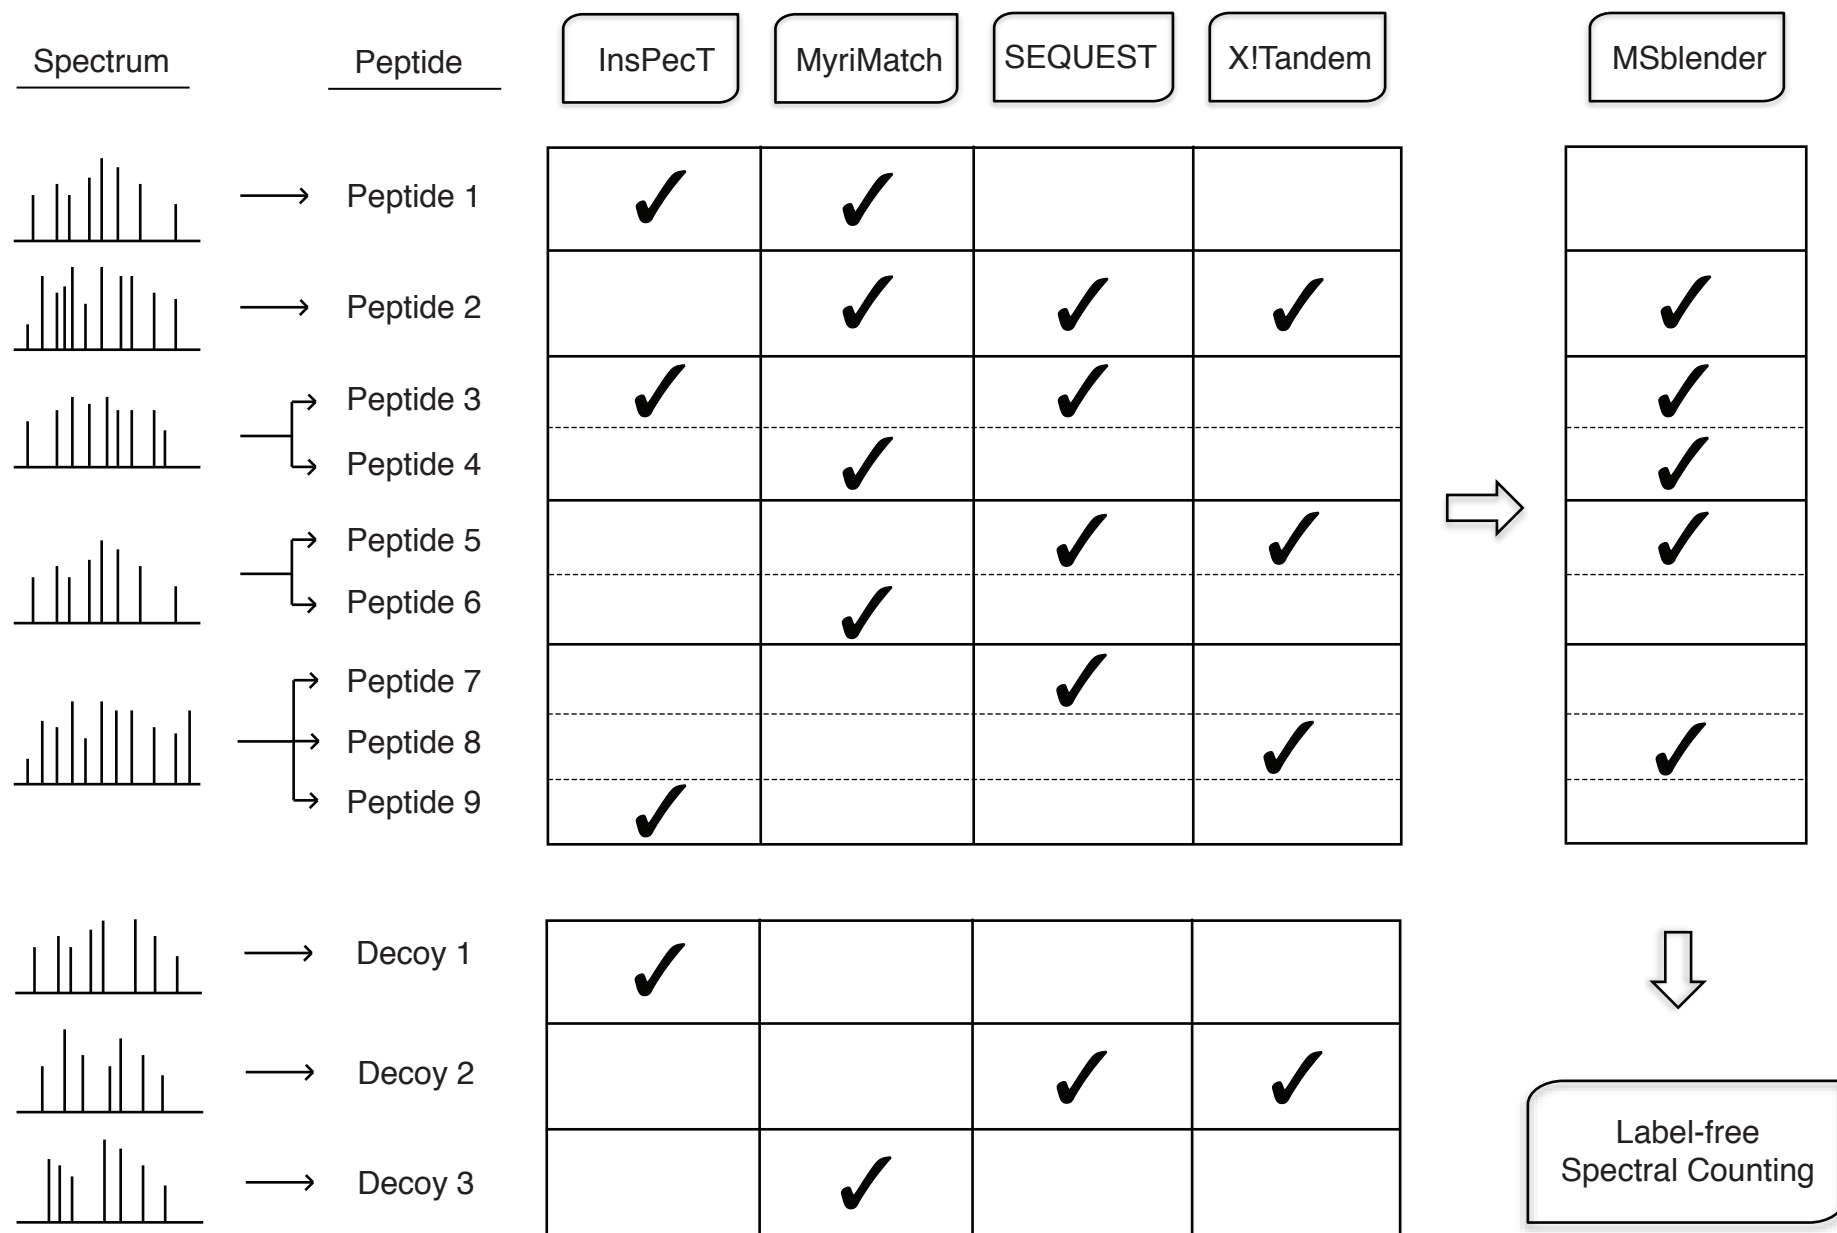 Spectrum
Peptide
InsPecT
MyriMatch
SEQUEST
X!Tandem
MSblender
Peptide 1
Peptide 2
Peptide 3
Peptide 4
Peptide 5
Peptide 6
Peptide 7
Peptide 8
Peptide 9
Decoy 1
Decoy 2
Decoy 3
Label-free
Spectral Counting